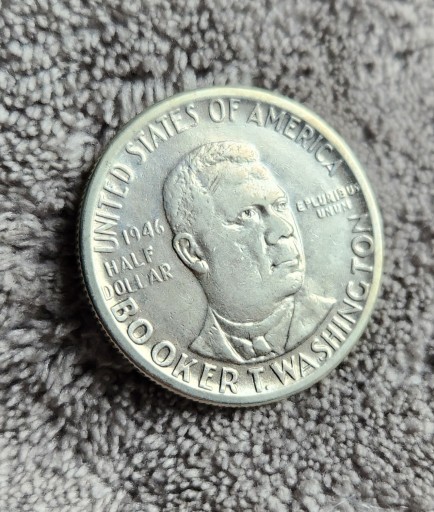 UNITED STATES OF AMERICA
1946
HALF
DOLLAR
E PLURIBUS
UNUM
BOOKER T. WASHINGTON